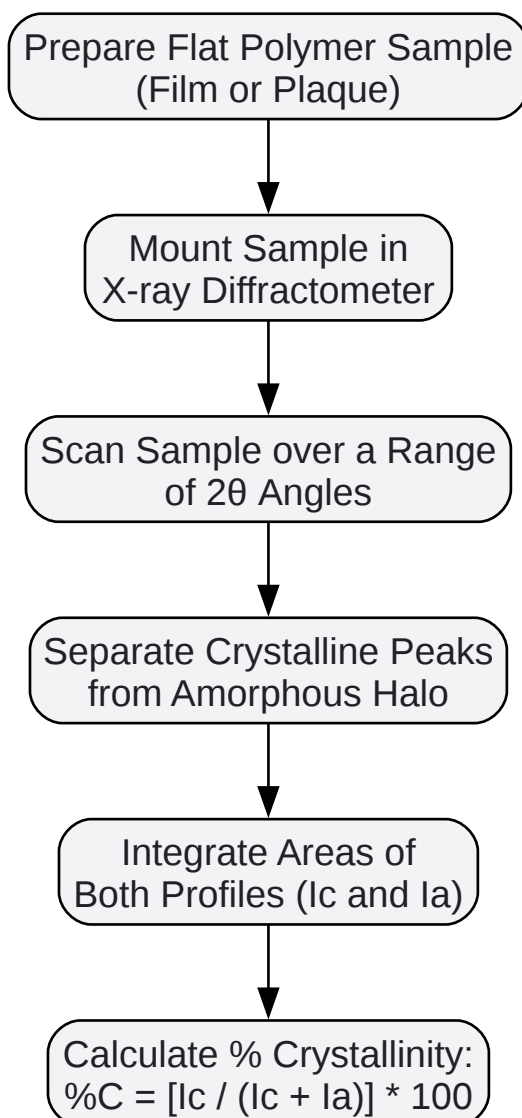 Prepare Flat Polymer Sample
(Film or Plaque)
Mount Sample in
X-ray Diffractometer
Scan Sample over a Range
of 2θ Angles
Separate Crystalline Peaks
from Amorphous Halo
Integrate Areas of
Both Profiles (Ic and Ia)
Calculate % Crystallinity:
%C = [Ic / (Ic + Ia)] * 100